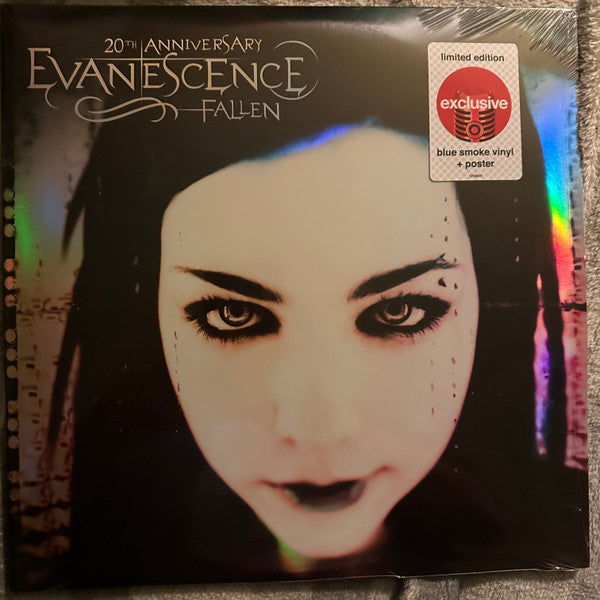 20TH ANNIVERSARY
EVANESCENCE
FALLEN
limited edition
exclusive
blue smoke vinyl
+ poster